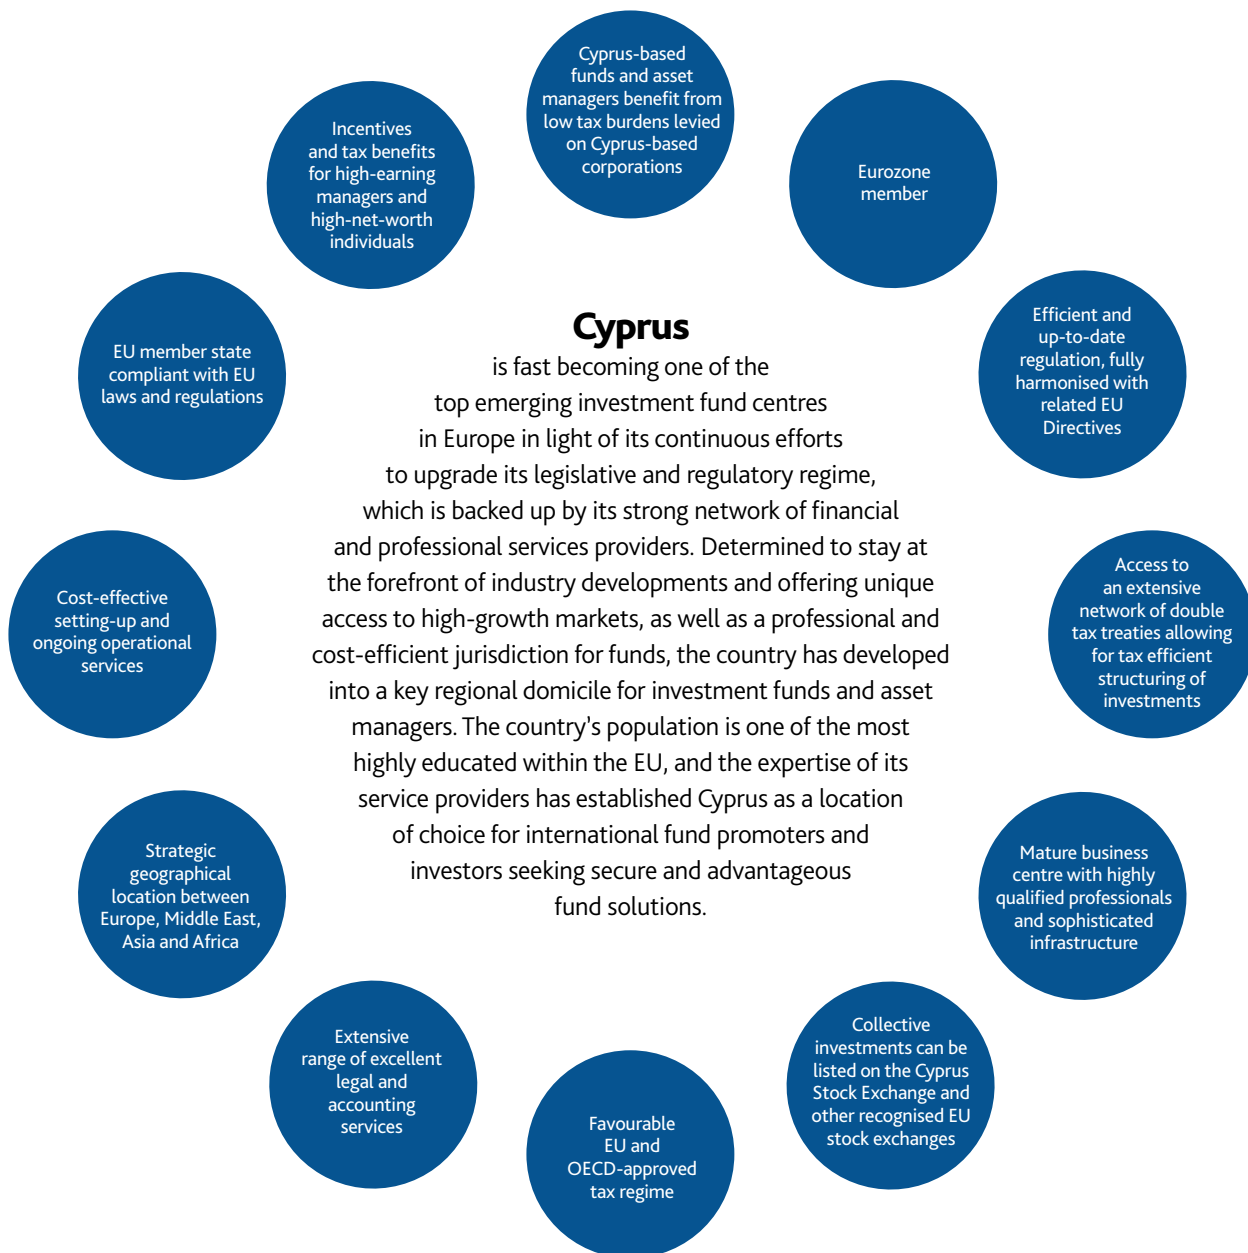 Cyprus-based
funds and asset
managers benefit from
low tax burdens levied
on Cyprus-based
corporations
Eurozone
member
Efficient and
up-to-date
regulation, fully
harmonised with
related EU
Directives
Access to
an extensive
network of double
tax treaties allowing
for tax efficient
structuring of
investments
Mature business
centre with highly
qualified professionals
and sophisticated
infrastructure
Collective
investments can be
listed on the Cyprus
Stock Exchange and
other recognised EU
stock exchanges
Favourable
EU and
OECD-approved
tax regime
Extensive
range of excellent
legal and
accounting
services
Strategic
geographical
location between
Europe, Middle East,
Asia and Africa
Cost-effective
setting-up and
ongoing operational
services
EU member state
compliant with EU
laws and regulations
Incentives
and tax benefits
for high-earning
managers and
high-net-worth
individuals
Cyprus
is fast becoming one of the
top emerging investment fund centres
in Europe in light of its continuous efforts
to upgrade its legislative and regulatory regime,
which is backed up by its strong network of financial
and professional services providers. Determined to stay at
the forefront of industry developments and offering unique
access to high-growth markets, as well as a professional and
cost-efficient jurisdiction for funds, the country has developed
into a key regional domicile for investment funds and asset
managers. The country's population is one of the most
highly educated within the EU, and the expertise of its
service providers has established Cyprus as a location
of choice for international fund promoters and
investors seeking secure and advantageous
fund solutions.